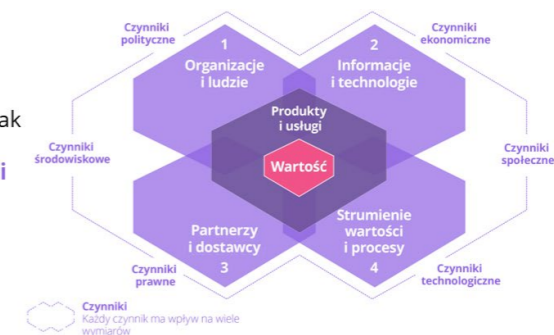 Czynniki
polityczne
Czynniki
ekonomiczne
1
Organizacje
i ludzie
2
Informacje
i technologie
ak
Produkty
i usługi
Czynniki
środowiskowe
Wartość
Czynniki
społeczne
i
Partnerzy
i dostawcy
3
Strumienie
wartości
i procesy
4
Czynniki
prawne
Czynniki
technologiczne
Czynniki
Każdy czynnik ma wpływ na wiele
wymiarów